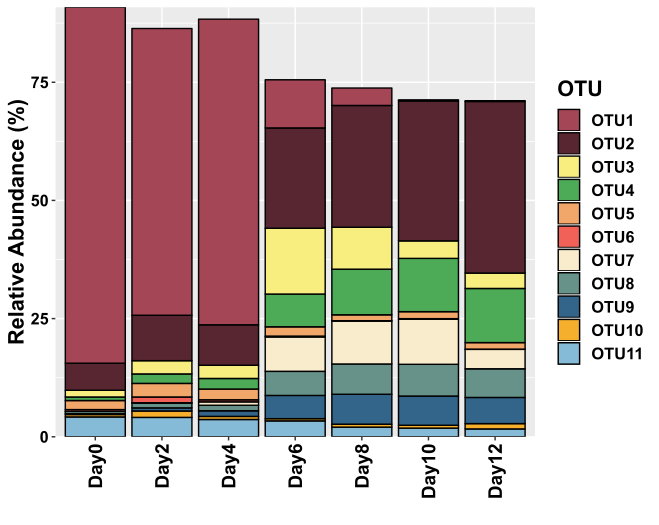 Relative Abundance (%)
75
50
25
0
Day0
Day2
Day4
Day6
Day8
Day10
Day12
OTU
OTU1
OTU2
OTU3
OTU4
OTU5
OTU6
OTU7
OTU8
OTU9
OTU10
OTU11